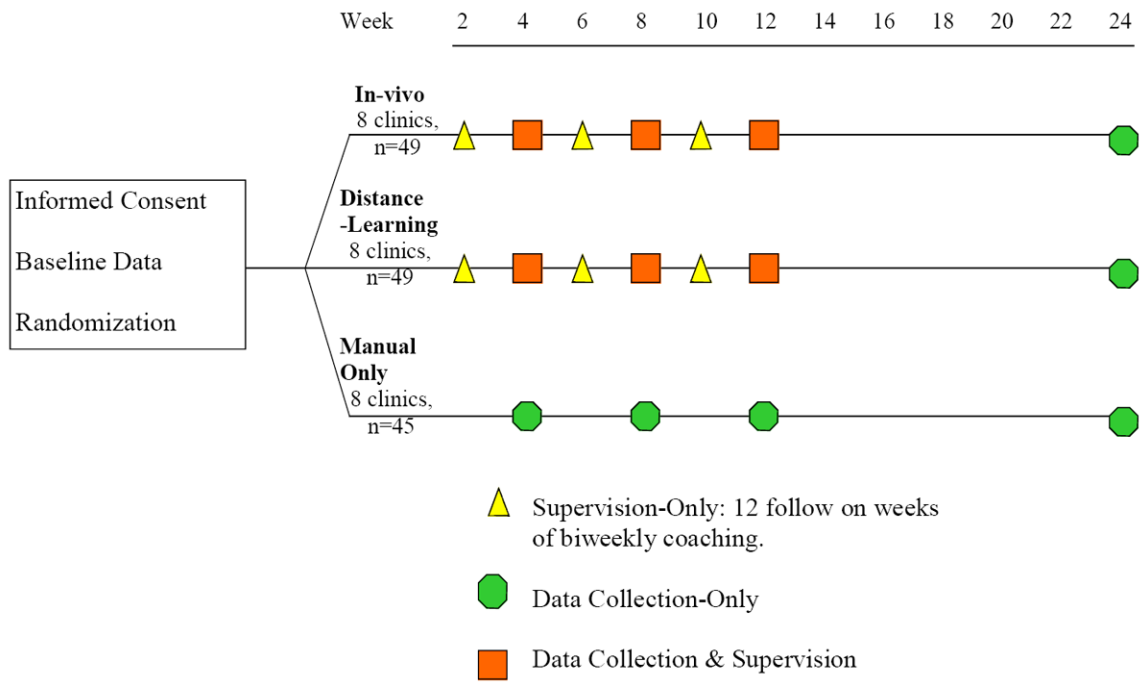 Week 2 4 6 8 10 12 14 16 18 20 22 24
In-vivo
8 clinics,
n=49
Informed Consent
Baseline Data
Randomization
Distance
-Learning
8 clinics,
n=49
Manual
Only
8 clinics,
n=45
Supervision-Only: 12 follow on weeks
of biweekly coaching.
Data Collection-Only
Data Collection & Supervision